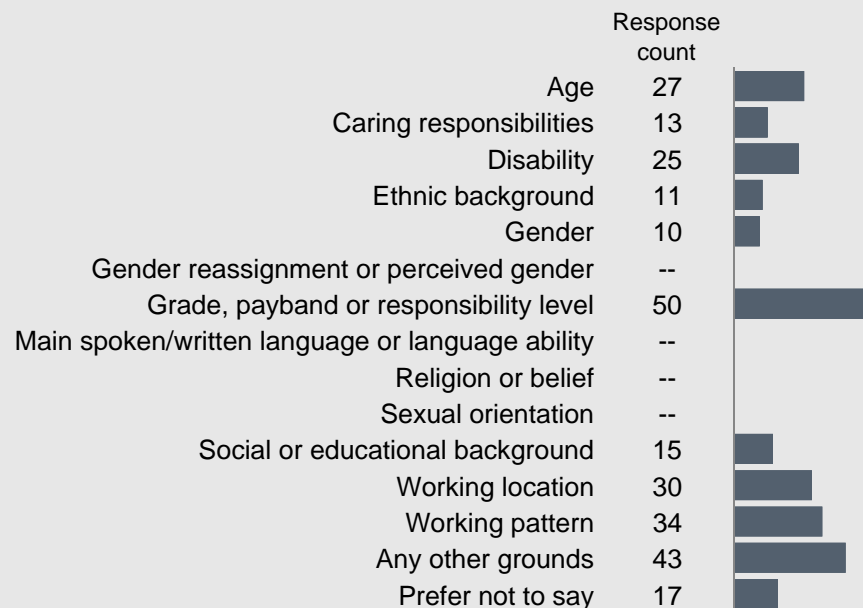 Response
count
Age 27
Caring responsibilities 13
Disability 25
Ethnic background 11
Gender 10
Gender reassignment or perceived gender --
Grade, payband or responsibility level 50
Main spoken/written language or language ability --
Religion or belief --
Sexual orientation --
Social or educational background 15
Working location 30
Working pattern 34
Any other grounds 43
Prefer not to say 17